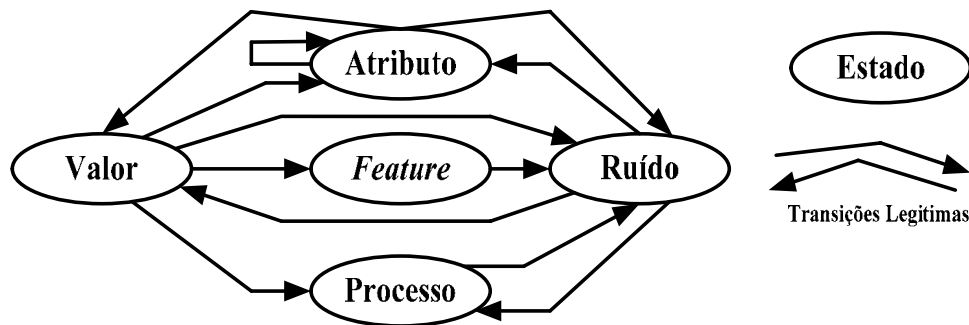 Atributo
Estado
Valor
Feature
Ruído
Transições Legitimas
Processo